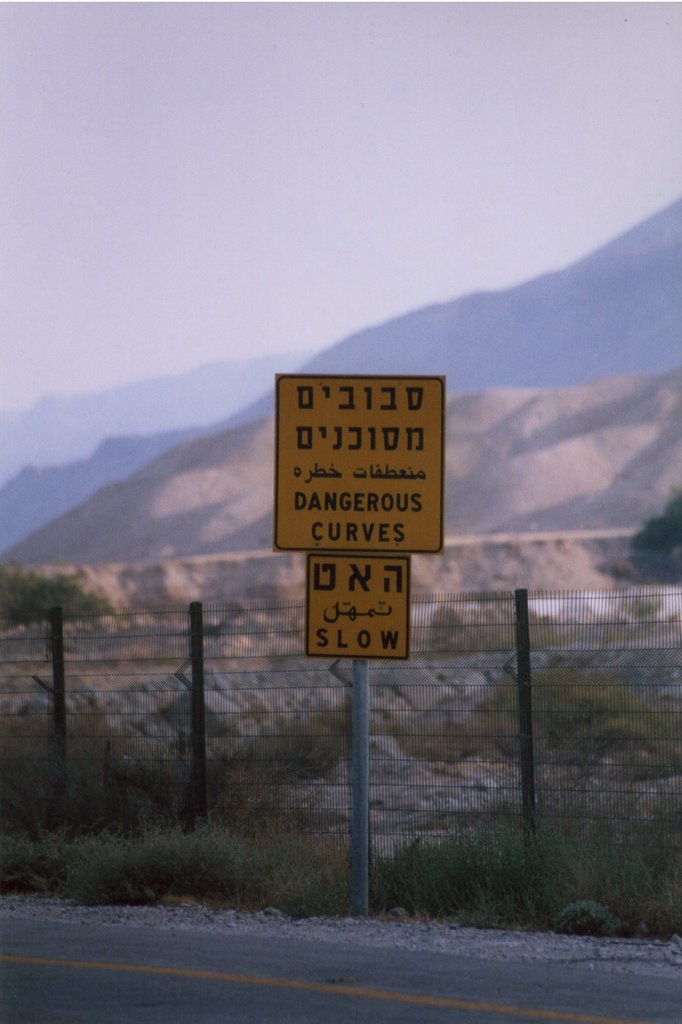 סבובים
מסוכנים
منعطفات خطره
DANGEROUS
CURVES
האט
تمهل
SLOW